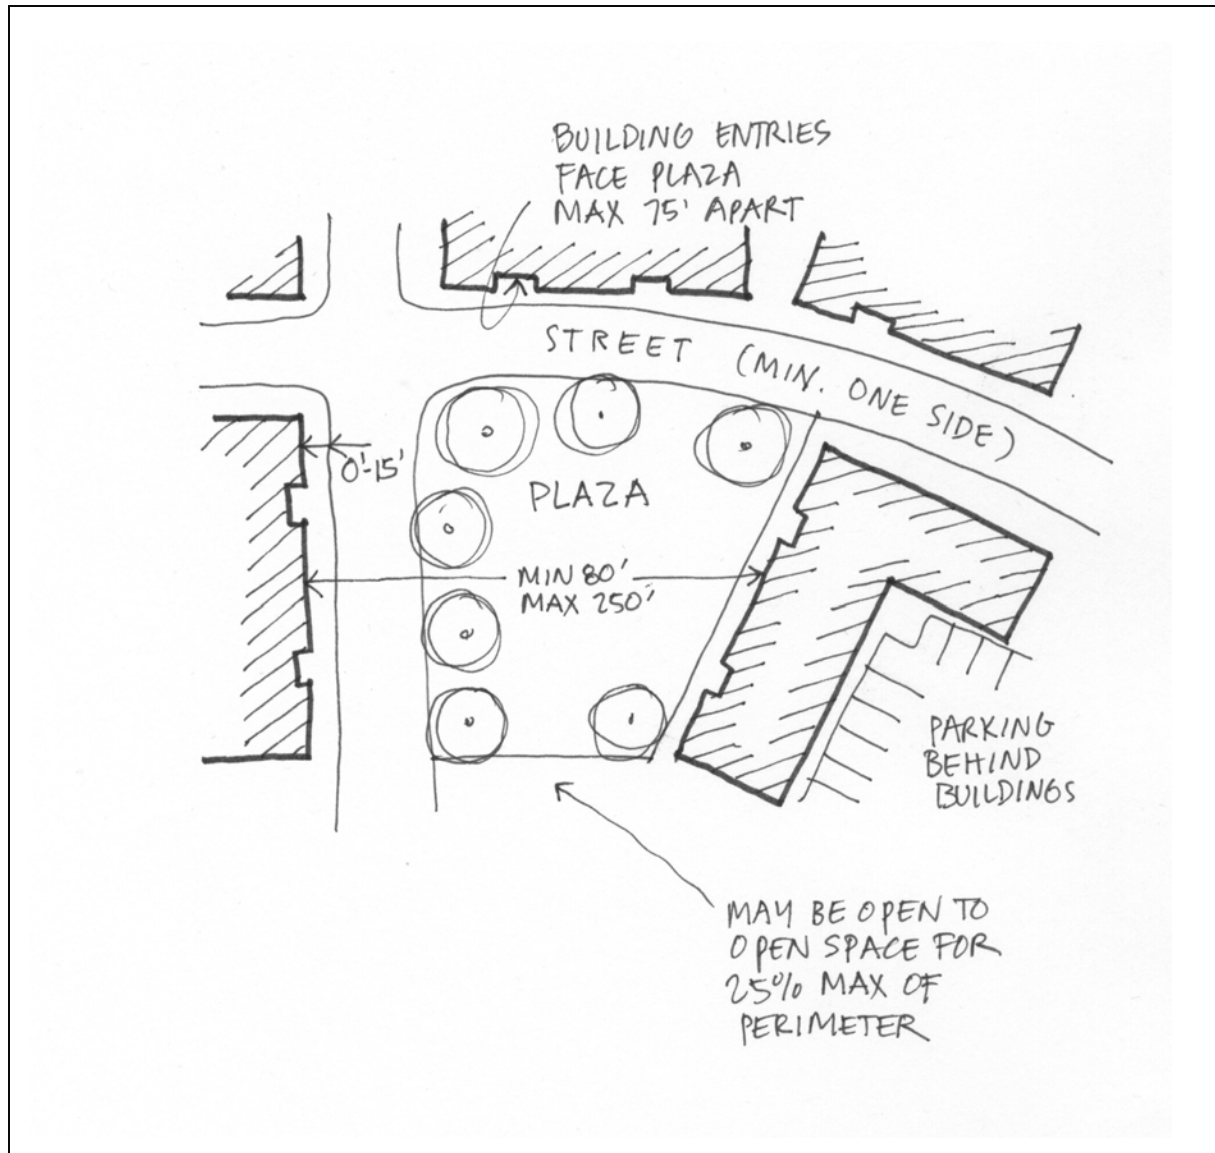 BUILDING ENTRIES
FACE PLAZA
MAX 75' APART
STREET (MIN. ONE SIDE)
0'-15'
PLAZA
MIN 80'
MAX 250'
PARKING
BEHIND
BUILDINGS
MAY BE OPEN TO
OPEN SPACE FOR
25% MAX OF
PERIMETER